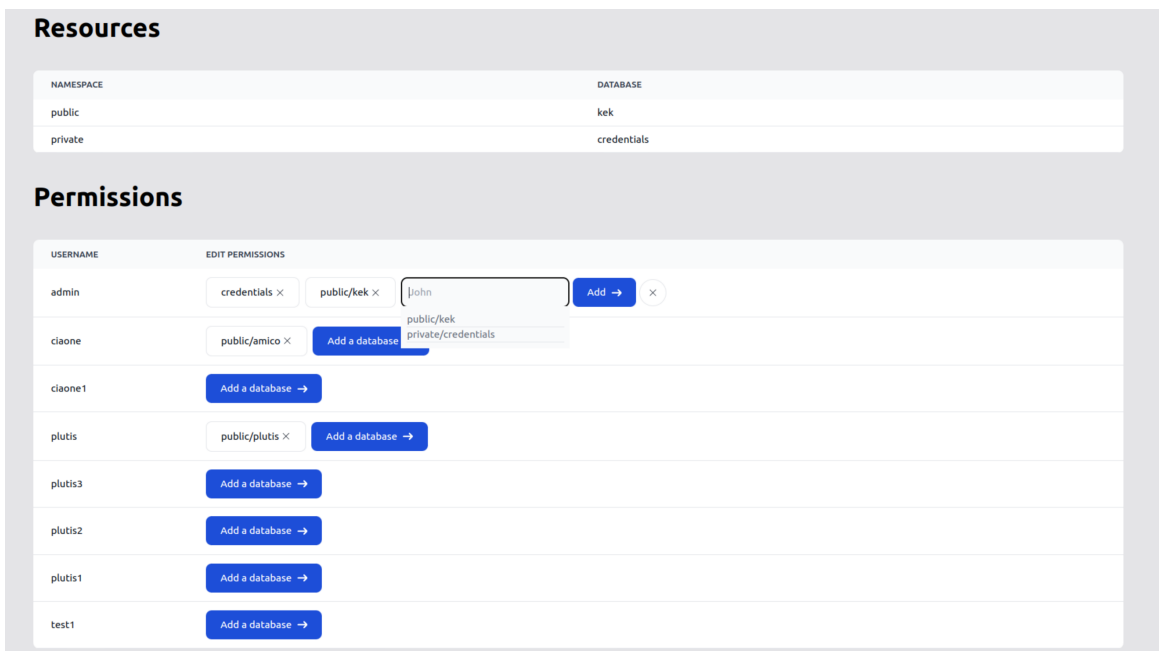 Resources
NAMESPACE DATABASE
public kek
private credentials
Permissions
USERNAME EDIT PERMISSIONS
admin credentials × public/kek × John Add → ×
public/kek
private/credentials
ciaone public/amico × Add a database
ciaone1 Add a database →
plutis public/plutis × Add a database →
plutis3 Add a database →
plutis2 Add a database →
plutis1 Add a database →
test1 Add a database →